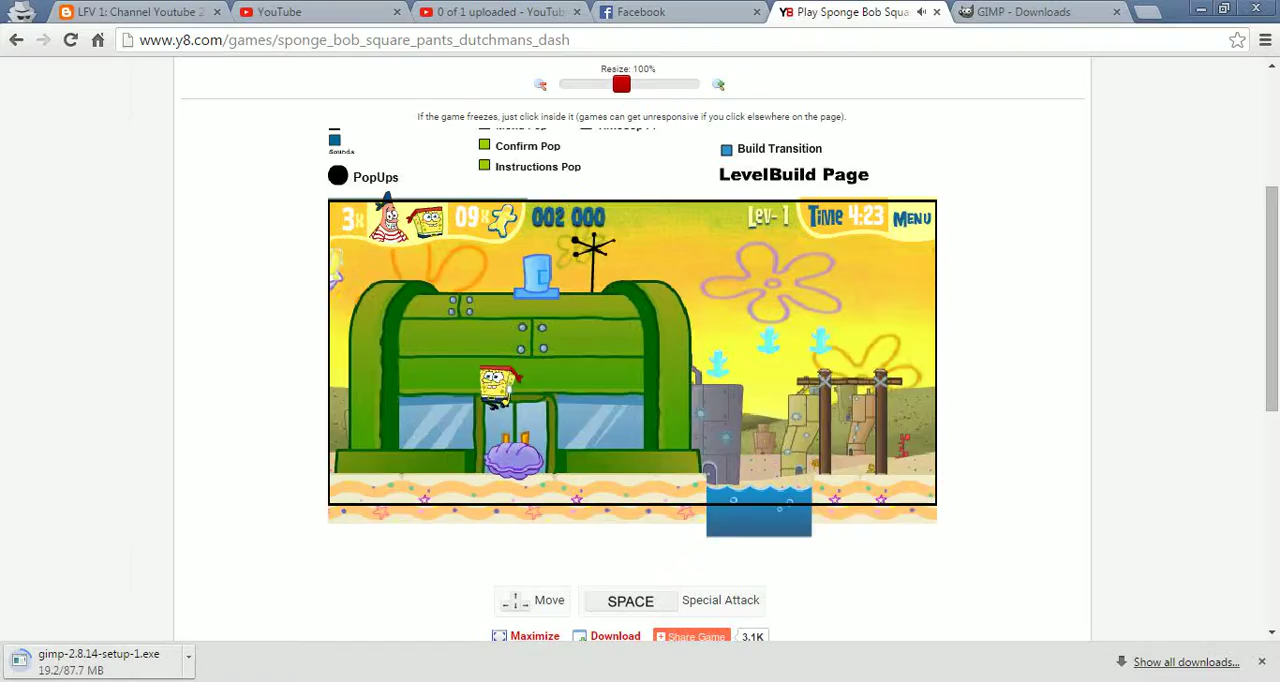 LFV 1: Channel Youtube 2
YouTube
0 of 1 uploaded - YouTub
Facebook
Play Sponge Bob Squa
GIMP - Downloads
www.y8.com/games/sponge_bob_square_pants_dutchmans_dash
Resize: 100%
If the game freezes, just click inside it (games can get unresponsive if you click elsewhere on the page).
Sounds
Confirm Pop
Build Transition
Instructions Pop
PopUps
LevelBuild Page
3x
09x
002 000
Lev- 1
Time 4:23
Menu
Move
SPACE
Special Attack
Maximize
Download
Share Game
3.1K
gimp-2.8.14-setup-1.exe
19.2/87.7 MB
Show all downloads...